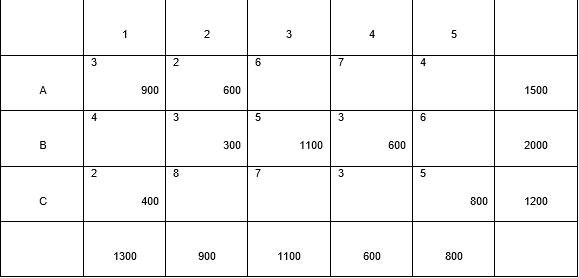 1 2 3 4 5
3 2 6 7 4
A 900 600 1500
4 3 5 3 6
B 300 1100 600 2000
2 8 7 3 5
C 400 800 1200
1300 900 1100 600 800